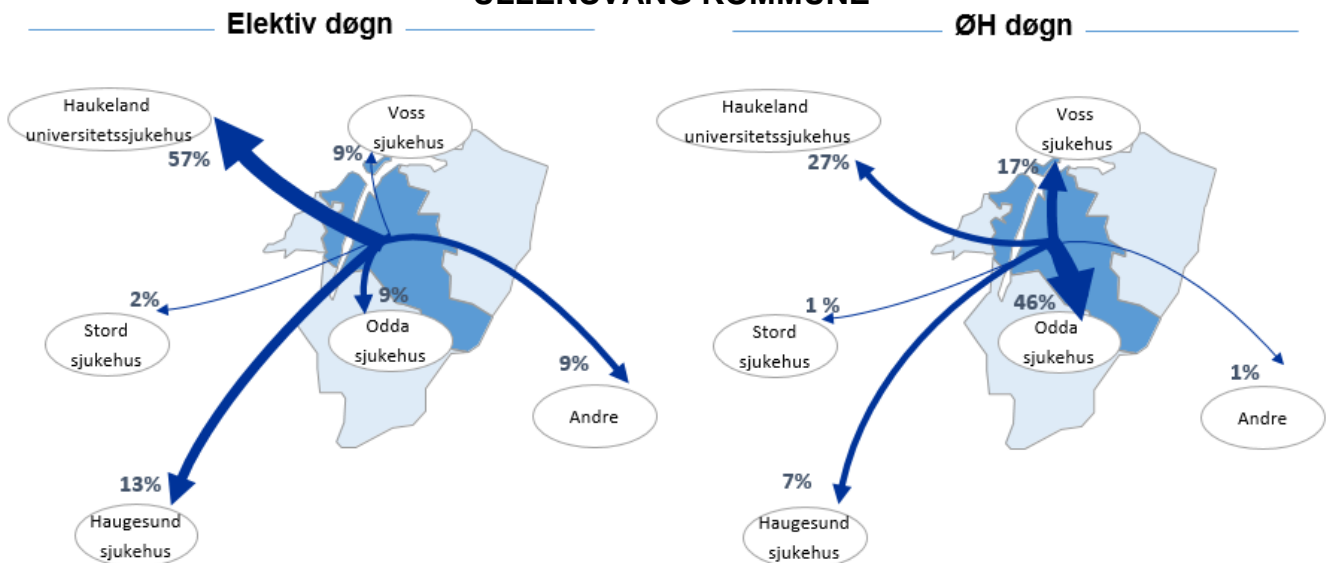 ULLENSVANG KOMMUNE
Elektiv døgn
Haukeland
universitetssjukehus
57%
Voss
sjukehus
9%
2%
Stord
sjukehus
9%
Odda
sjukehus
9%
Andre
13%
Haugesund
sjukehus
ØH døgn
Haukeland
universitetssjukehus
27%
Voss
sjukehus
17%
1 %
Stord
sjukehus
46%
Odda
sjukehus
1%
Andre
7%
Haugesund
sjukehus